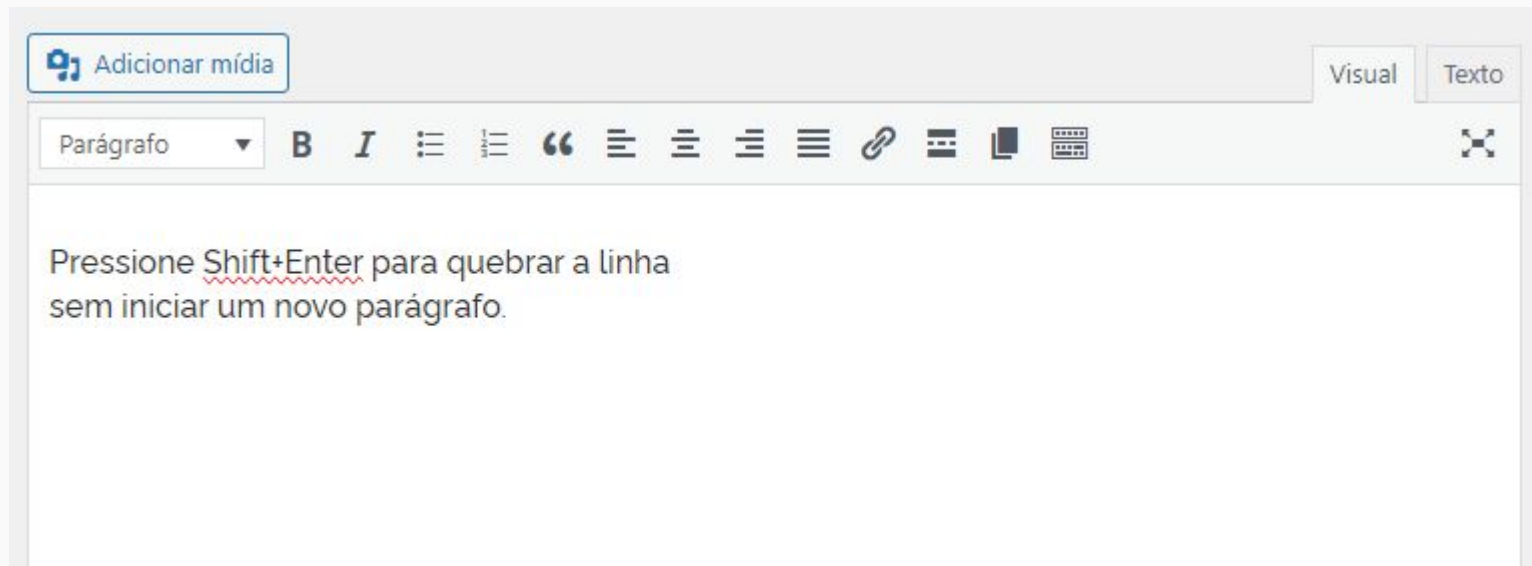 Adicionar mídia
Visual
Texto
Parágrafo
B
I
Pressione Shift+Enter para quebrar a linha
sem iniciar um novo parágrafo.